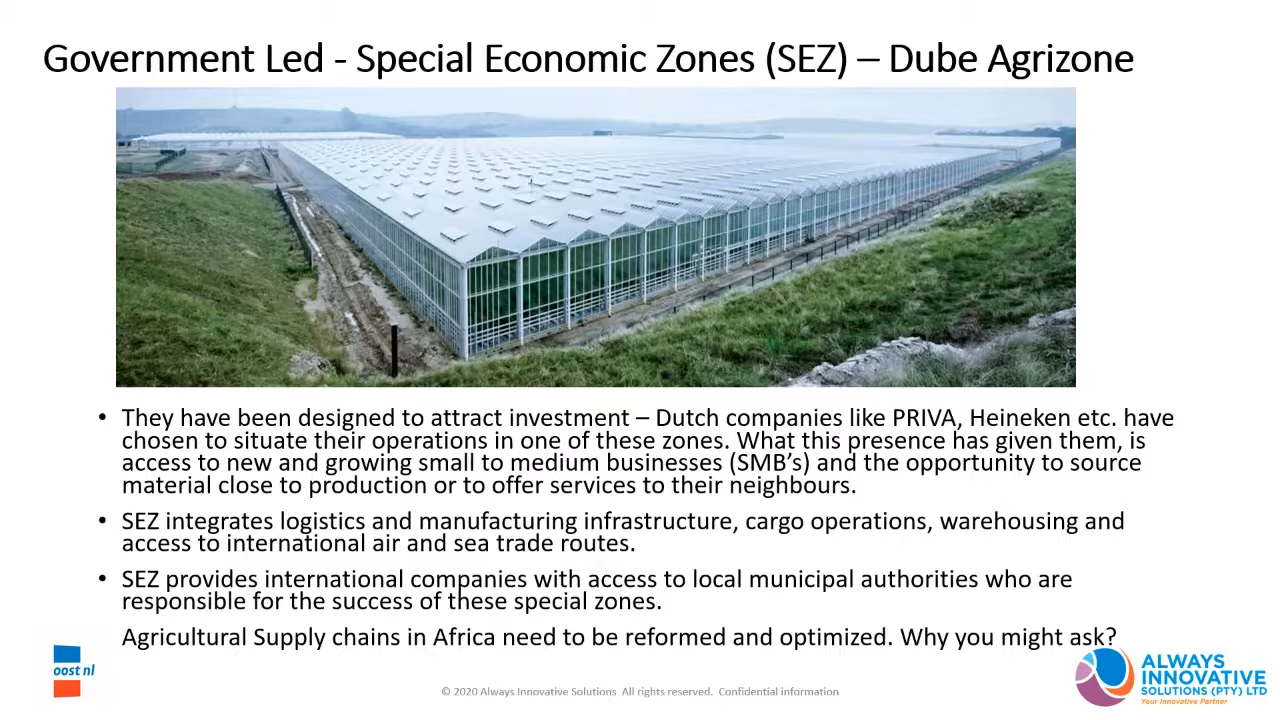 Government Led - Special Economic Zones (SEZ) – Dube Agrizone
• They have been designed to attract investment – Dutch companies like PRIVA, Heineken etc. have
chosen to situate their operations in one of these zones. What this presence has given them, is
access to new and growing small to medium businesses (SMB’s) and the opportunity to source
material close to production or to offer services to their neighbours.
• SEZ integrates logistics and manufacturing infrastructure, cargo operations, warehousing and
access to international air and sea trade routes.
• SEZ provides international companies with access to local municipal authorities who are
responsible for the success of these special zones.
Agricultural Supply chains in Africa need to be reformed and optimized. Why you might ask?
oost nl
© 2020 Always Innovative Solutions All rights reserved. Confidential information
ALWAYS
INNOVATIVE
SOLUTIONS (PTY) LTD
Your Innovative Partner